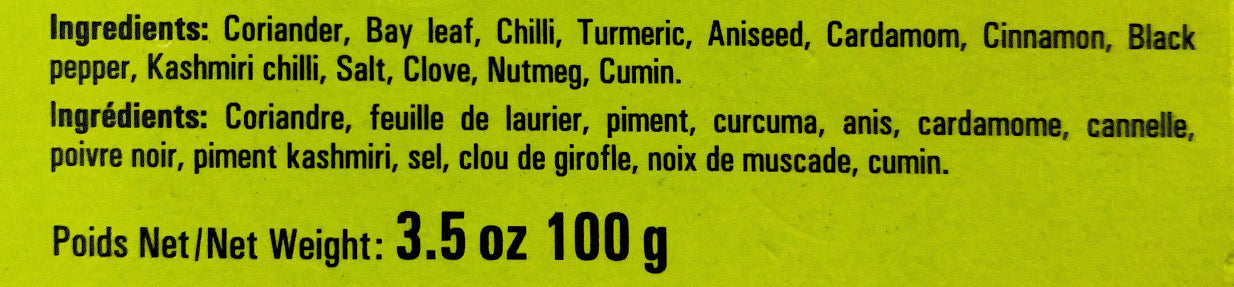 Ingredients: Coriander, Bay leaf, Chilli, Turmeric, Aniseed, Cardamom, Cinnamon, Black
pepper, Kashmiri chilli, Salt, Clove, Nutmeg, Cumin.
Ingrédients: Coriandre, feuille de laurier, piment, curcuma, anis, cardamome, cannelle,
poivre noir, piment kashmiri, sel, clou de girofle, noix de muscade, cumin.
Poids Net/Net Weight: 3.5 oz 100 g